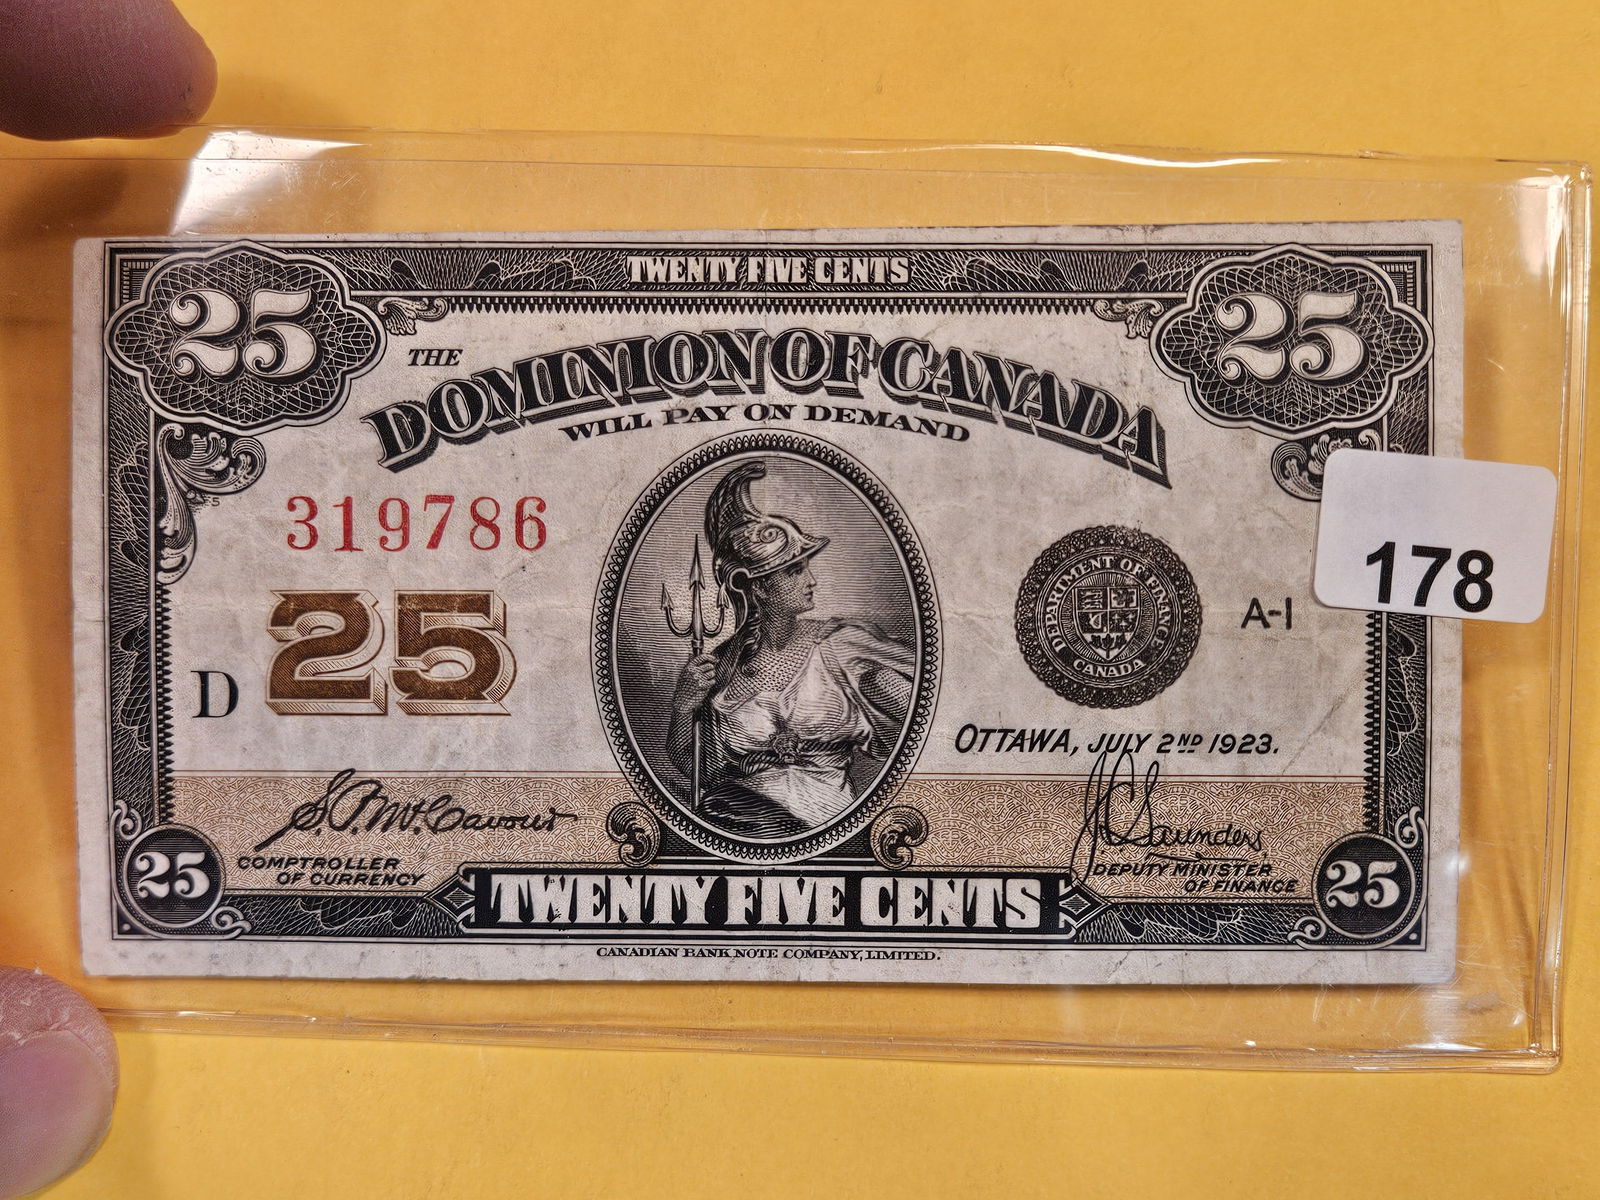 TWENTY FIVE CENTS
25
25
THE
DOMINION OF CANADA
WILL PAY ON DEMAND
319786
178
25
DEPARTMENT OF FINANCE
CANADA
A-1
D
OTTAWA, JULY 2ND 1923.
S.P. McCavour
J C Saunders
25
COMPTROLLER
OF CURRENCY
DEPUTY MINISTER
OF FINANCE
25
TWENTY FIVE CENTS
CANADIAN BANK NOTE COMPANY, LIMITED.